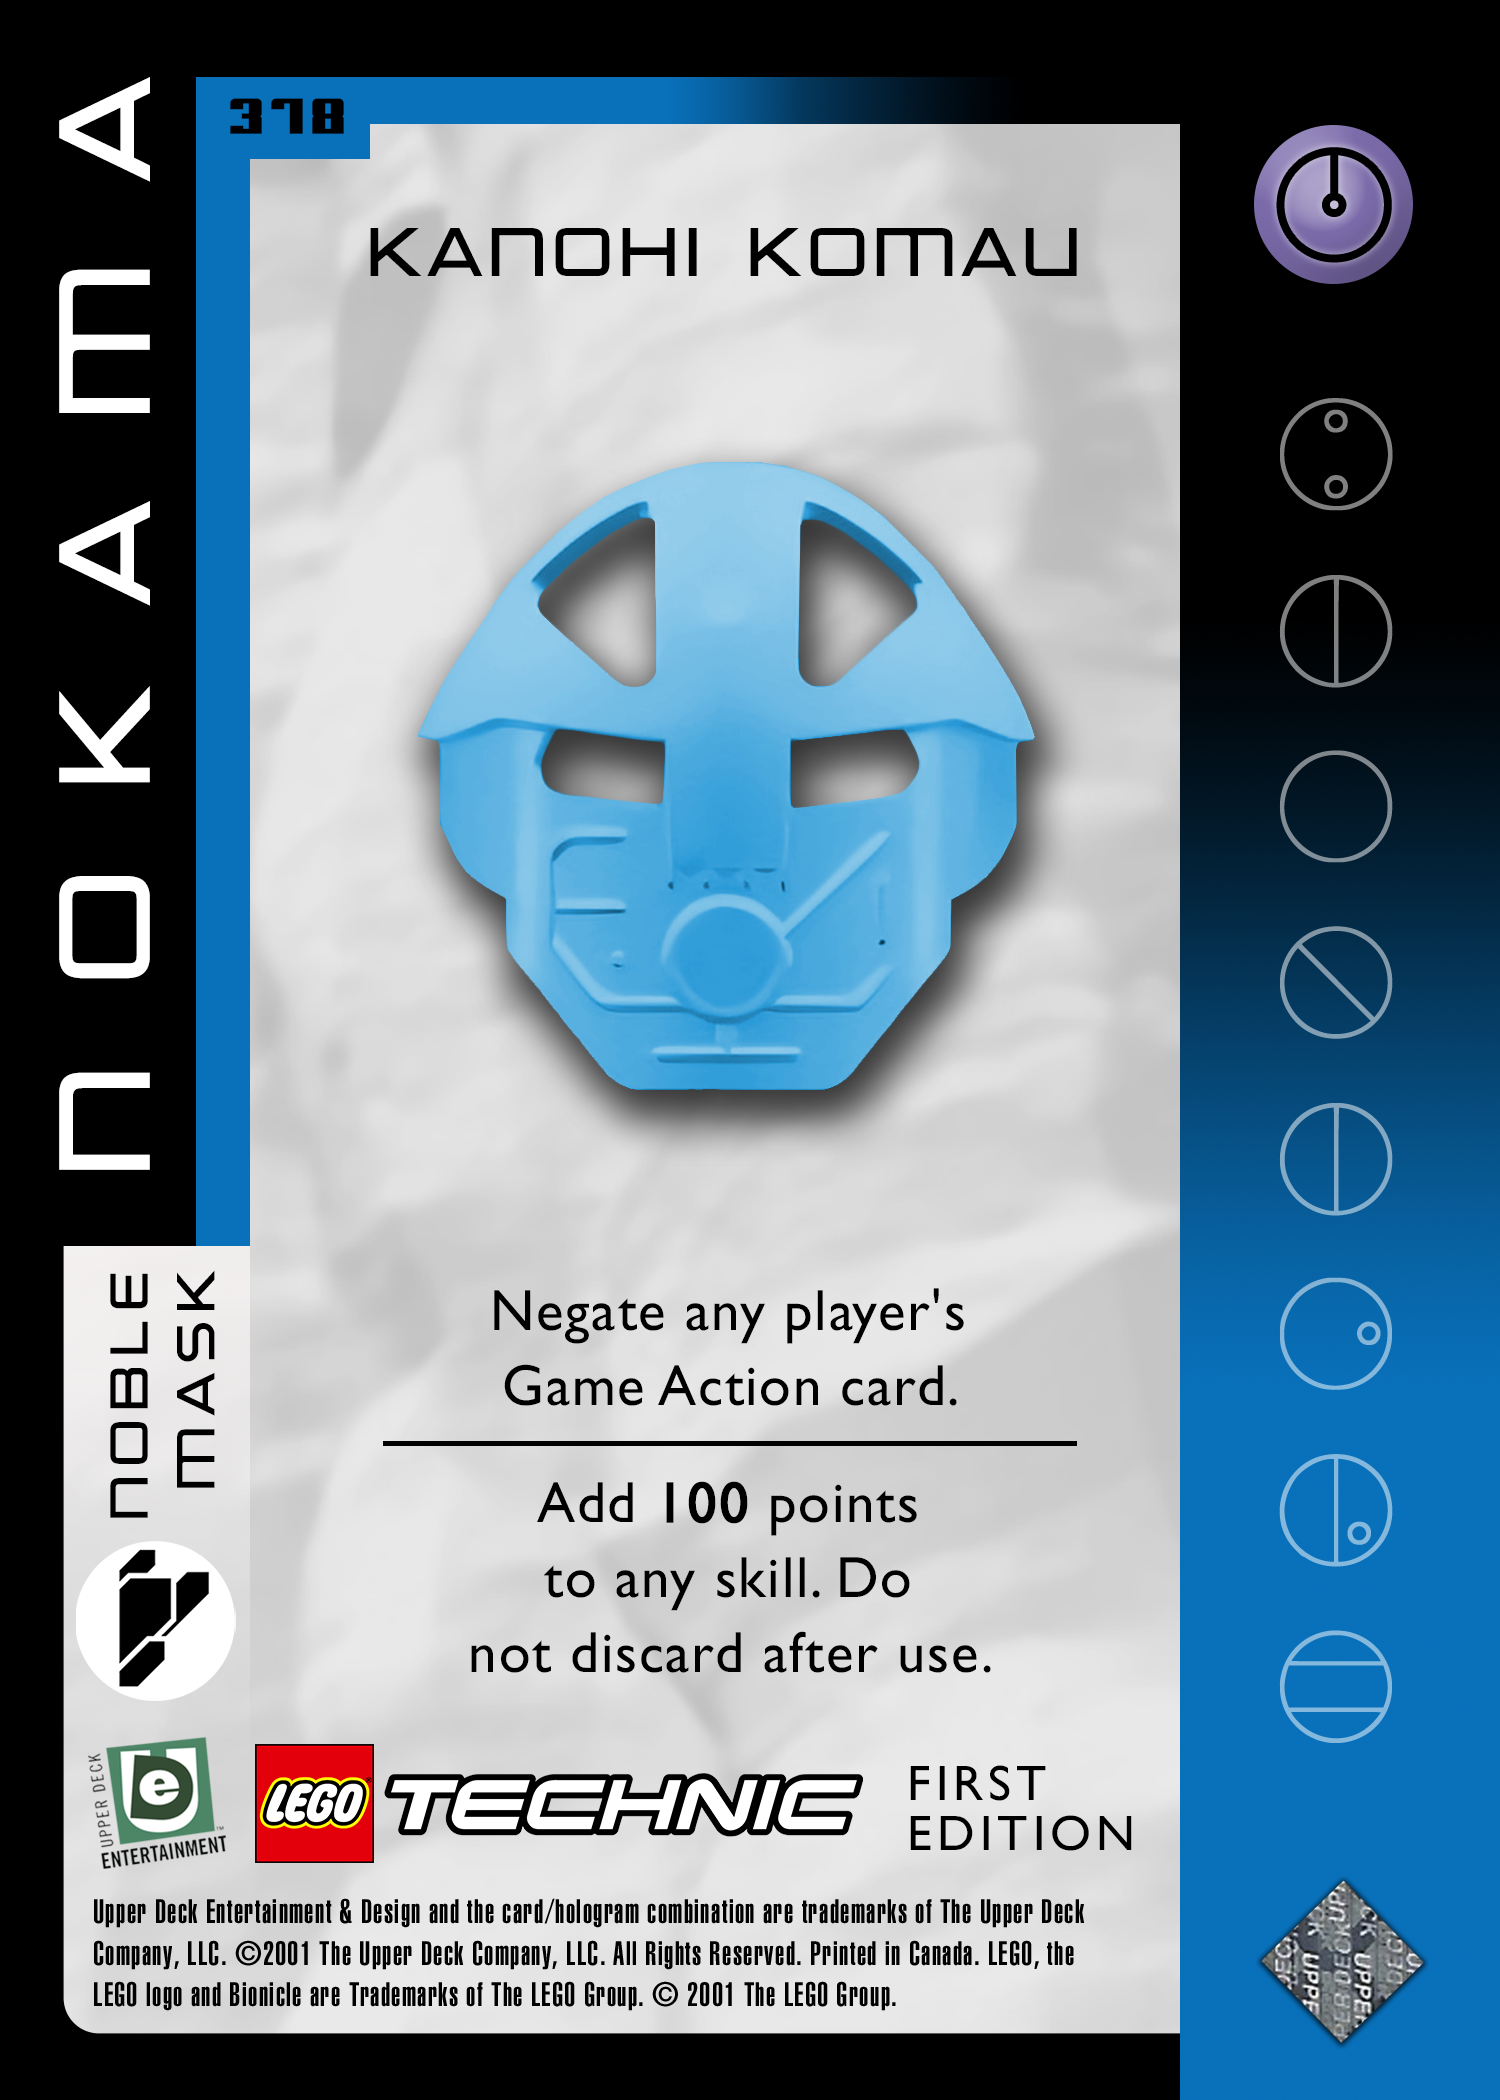 NOKAMA
378
KANOHI KOMAU
Negate any player's
Game Action card.
Add 100 points
to any skill. Do
not discard after use.
NOBLE
MASK
UPPER DECK
e
ENTERTAINMENT™
LEGO TECHNIC
FIRST
EDITION
Upper Deck Entertainment & Design and the card/hologram combination are trademarks of The Upper Deck
Company, LLC. ©2001 The Upper Deck Company, LLC. All Rights Reserved. Printed in Canada. LEGO, the
LEGO logo and Bionicle are Trademarks of The LEGO Group. © 2001 The LEGO Group.